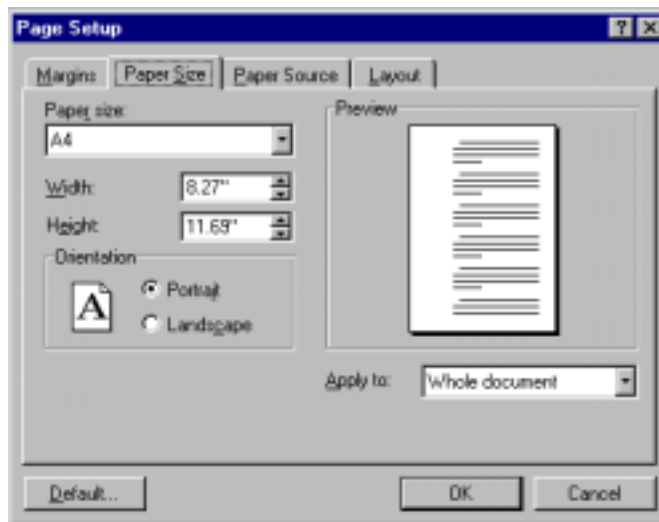 Page Setup
Margins Paper Size Paper Source Layout
Paper size:
A4
Width: 8.27"
Height: 11.69"
Orientation
A
Portrait
Landscape
Preview
Apply to: Whole document
Default... OK Cancel